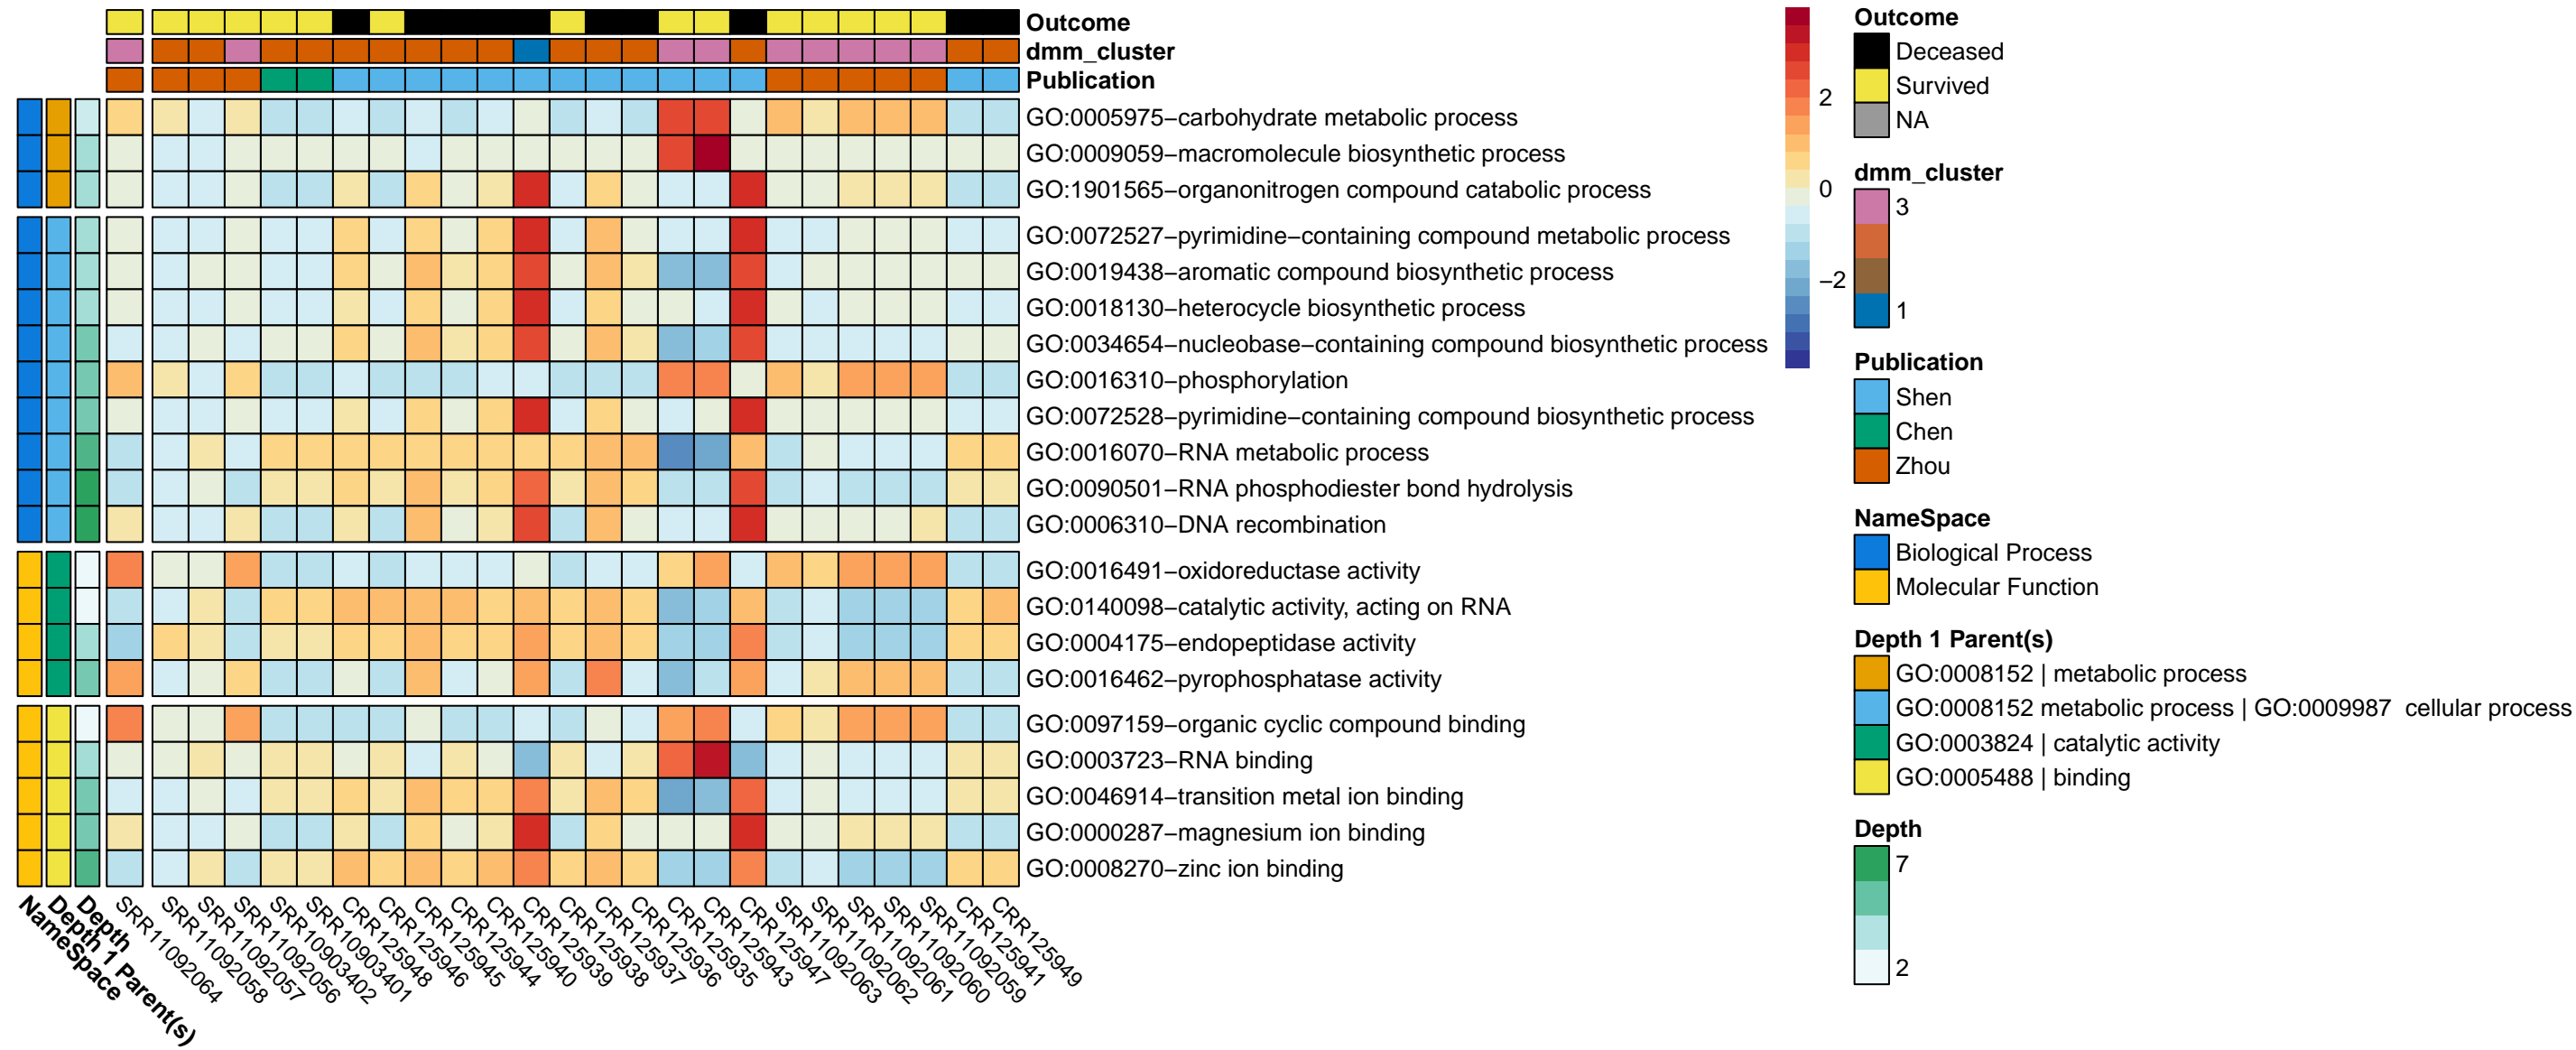 Outcome
dmm_cluster
Publication
GO:0005975−carbohydrate metabolic process
GO:0009059−macromolecule biosynthetic process
GO:1901565−organonitrogen compound catabolic process
GO:0072527−pyrimidine−containing compound metabolic process
GO:0019438−aromatic compound biosynthetic process
GO:0018130−heterocycle biosynthetic process
GO:0034654−nucleobase−containing compound biosynthetic process
GO:0016310−phosphorylation
GO:0072528−pyrimidine−containing compound biosynthetic process
GO:0016070−RNA metabolic process
GO:0090501−RNA phosphodiester bond hydrolysis
GO:0006310−DNA recombination
GO:0016491−oxidoreductase activity
GO:0140098−catalytic activity, acting on RNA
GO:0004175−endopeptidase activity
GO:0016462−pyrophosphatase activity
GO:0097159−organic cyclic compound binding
GO:0003723−RNA binding
GO:0046914−transition metal ion binding
GO:0000287−magnesium ion binding
GO:0008270−zinc ion binding
NameSpace
Depth 1 Parent(s)
Depth
SRR11092064
SRR11092058
SRR11092057
SRR11092056
SRR10903402
SRR10903401
CRR125948
CRR125946
CRR125945
CRR125944
CRR125940
CRR125939
CRR125938
CRR125937
CRR125936
CRR125935
CRR125943
CRR125947
SRR11092063
SRR11092062
SRR11092061
SRR11092060
SRR11092059
CRR125941
CRR125949
2
0
−2
Outcome
Deceased
Survived
NA
dmm_cluster
3
1
Publication
Shen
Chen
Zhou
NameSpace
Biological Process
Molecular Function
Depth 1 Parent(s)
GO:0008152 | metabolic process
GO:0008152 metabolic process | GO:0009987 cellular process
GO:0003824 | catalytic activity
GO:0005488 | binding
Depth
7
2